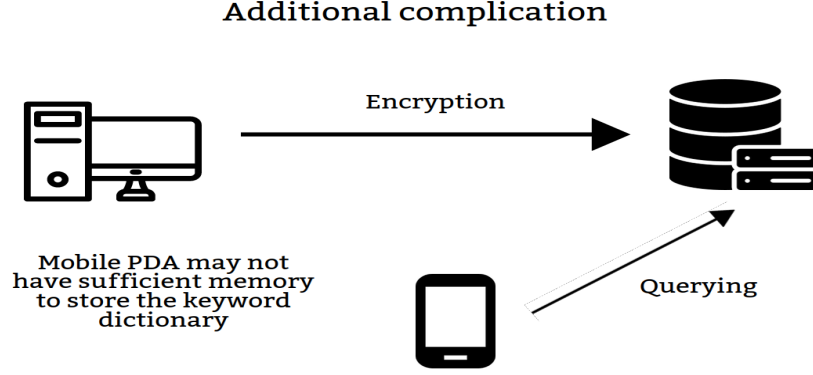 Additional complication
Encryption
Mobile PDA may not
have sufficient memory
to store the keyword
dictionary
Querying